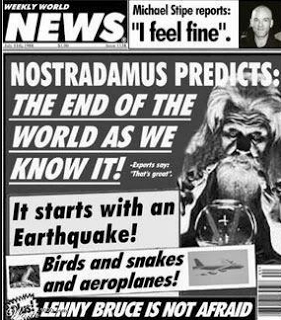 WEEKLY WORLD
NEWS
Michael Stipe reports:
"I feel fine".
NOSTRADAMUS PREDICTS:
THE END OF THE
WORLD AS WE
KNOW IT!
-Experts say:
"That's great".
It starts with an
Earthquake!
Birds and snakes
and aeroplanes!
LENNY BRUCE IS NOT AFRAID